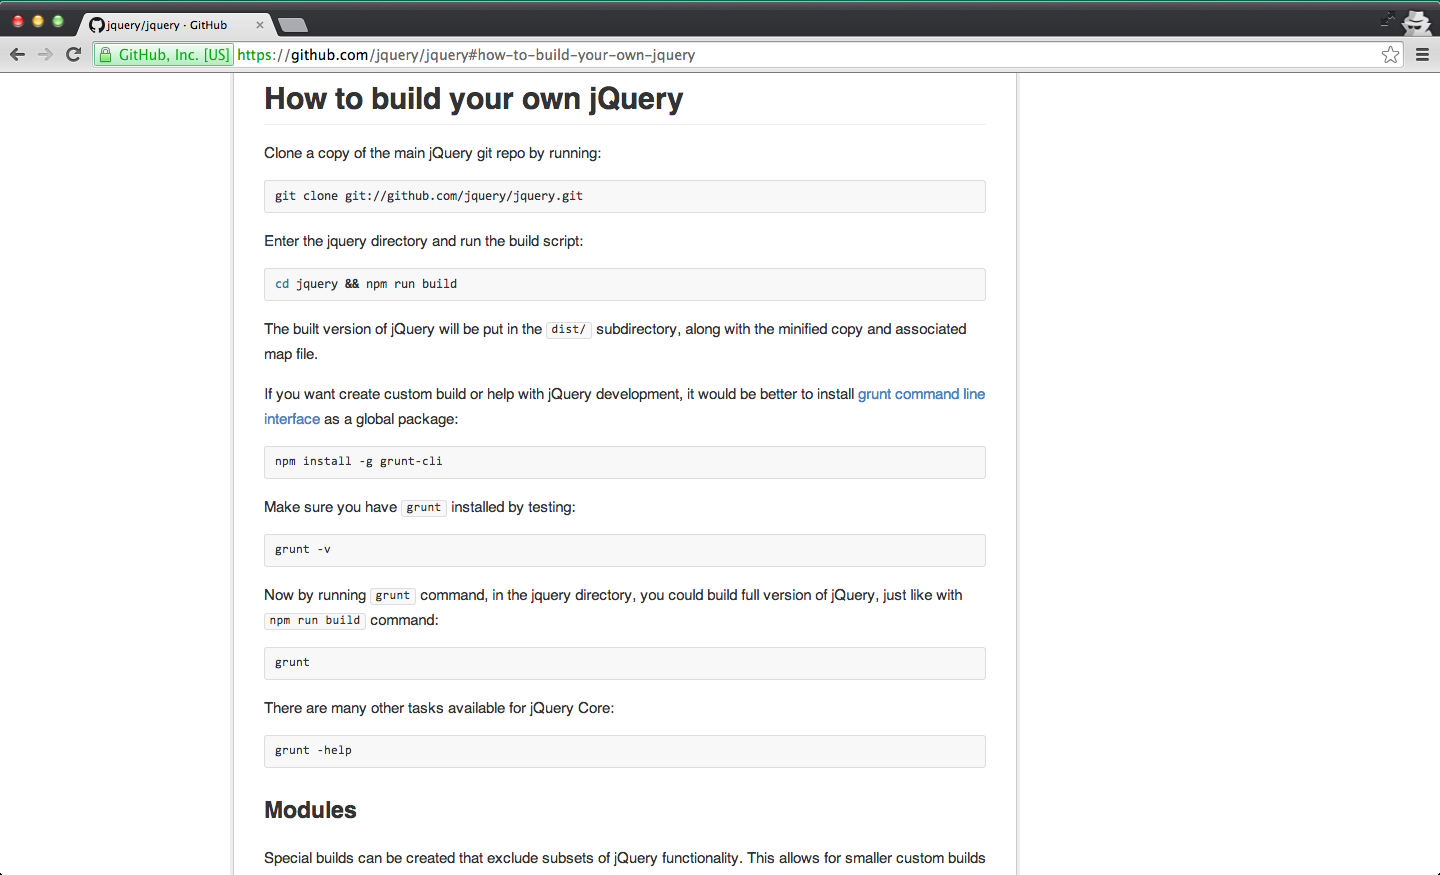 jquery/jquery · GitHub
GitHub, Inc. [US] https://github.com/jquery/jquery#how-to-build-your-own-jquery
How to build your own jQuery
Clone a copy of the main jQuery git repo by running:
git clone git://github.com/jquery/jquery.git
Enter the jquery directory and run the build script:
cd jquery && npm run build
The built version of jQuery will be put in the dist/ subdirectory, along with the minified copy and associated
map file.
If you want create custom build or help with jQuery development, it would be better to install grunt command line
interface as a global package:
npm install -g grunt-cli
Make sure you have grunt installed by testing:
grunt -v
Now by running grunt command, in the jquery directory, you could build full version of jQuery, just like with
npm run build command:
grunt
There are many other tasks available for jQuery Core:
grunt -help
Modules
Special builds can be created that exclude subsets of jQuery functionality. This allows for smaller custom builds